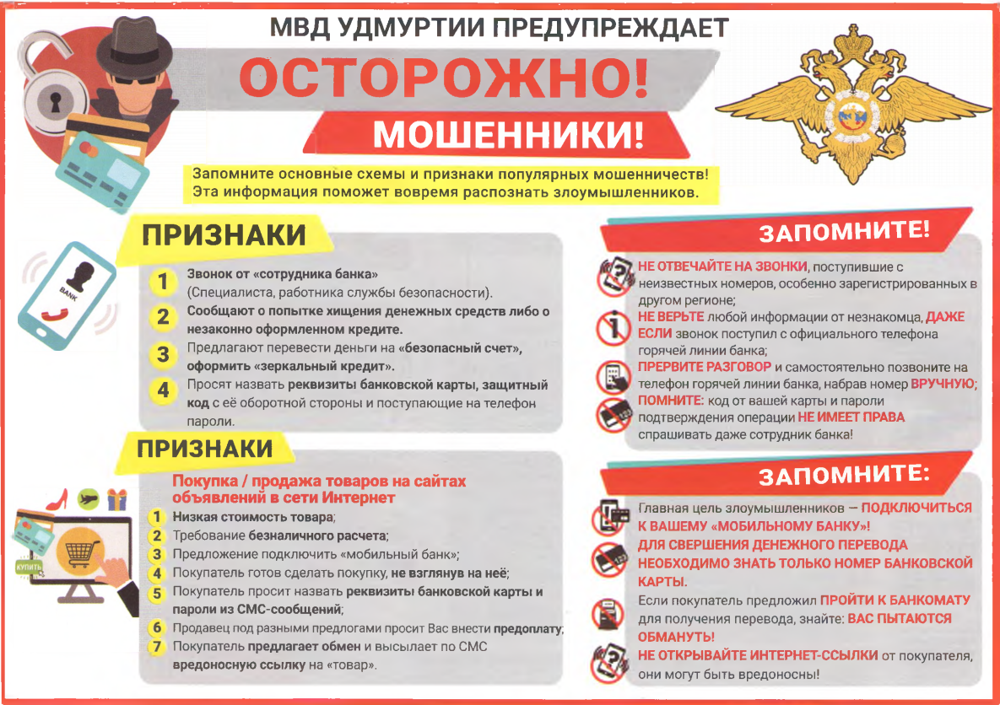 МВД УДМУРТИИ ПРЕДУПРЕЖДАЕТ
ОСТОРОЖНО!
МОШЕННИКИ!
Запомните основные схемы и признаки популярных мошенничеств!
Эта информация поможет вовремя распознать злоумышленников.
ПРИЗНАКИ
BANK
1 Звонок от «сотрудника банка»
(Специалиста, работника службы безопасности).
2 Сообщают о попытке хищения денежных средств либо о
незаконно оформленном кредите.
3 Предлагают перевести деньги на «безопасный счет»,
оформить «зеркальный кредит».
4 Просят назвать реквизиты банковской карты, защитный
код с её оборотной стороны и поступающие на телефон
пароли.
ЗАПОМНИТЕ!
НЕ ОТВЕЧАЙТЕ НА ЗВОНКИ, поступившие с
неизвестных номеров, особенно зарегистрированных в
другом регионе;
НЕ ВЕРЬТЕ любой информации от незнакомца, ДАЖЕ
ЕСЛИ звонок поступил с официального телефона
горячей линии банка;
ПРЕРВИТЕ РАЗГОВОР и самостоятельно позвоните на
телефон горячей линии банка, набрав номер ВРУЧНУЮ;
ПОМНИТЕ: код от вашей карты и пароли
подтверждения операции НЕ ИМЕЕТ ПРАВА
спрашивать даже сотрудник банка!
123
ПРИЗНАКИ
Покупка / продажа товаров на сайтах
объявлений в сети Интернет
1 Низкая стоимость товара;
2 Требование безналичного расчета;
3 Предложение подключить «мобильный банк»;
4 Покупатель готов сделать покупку, не взглянув на неё;
5 Покупатель просит назвать реквизиты банковской карты и
пароли из СМС-сообщений;
6 Продавец под разными предлогами просит Вас внести предоплату;
7 Покупатель предлагает обмен и высылает по СМС
вредоносную ссылку на «товар».
КУПИТЬ
ЗАПОМНИТЕ:
Главная цель злоумышленников — ПОДКЛЮЧИТЬСЯ
К ВАШЕМУ «МОБИЛЬНОМУ БАНКУ»!
ДЛЯ СВЕРШЕНИЯ ДЕНЕЖНОГО ПЕРЕВОДА
НЕОБХОДИМО ЗНАТЬ ТОЛЬКО НОМЕР БАНКОВСКОЙ
КАРТЫ.
123
Если покупатель предложил ПРОЙТИ К БАНКОМАТУ
для получения перевода, знайте: ВАС ПЫТАЮТСЯ
ОБМАНУТЬ!
НЕ ОТКРЫВАЙТЕ ИНТЕРНЕТ-ССЫЛКИ от покупателя,
они могут быть вредоносны!